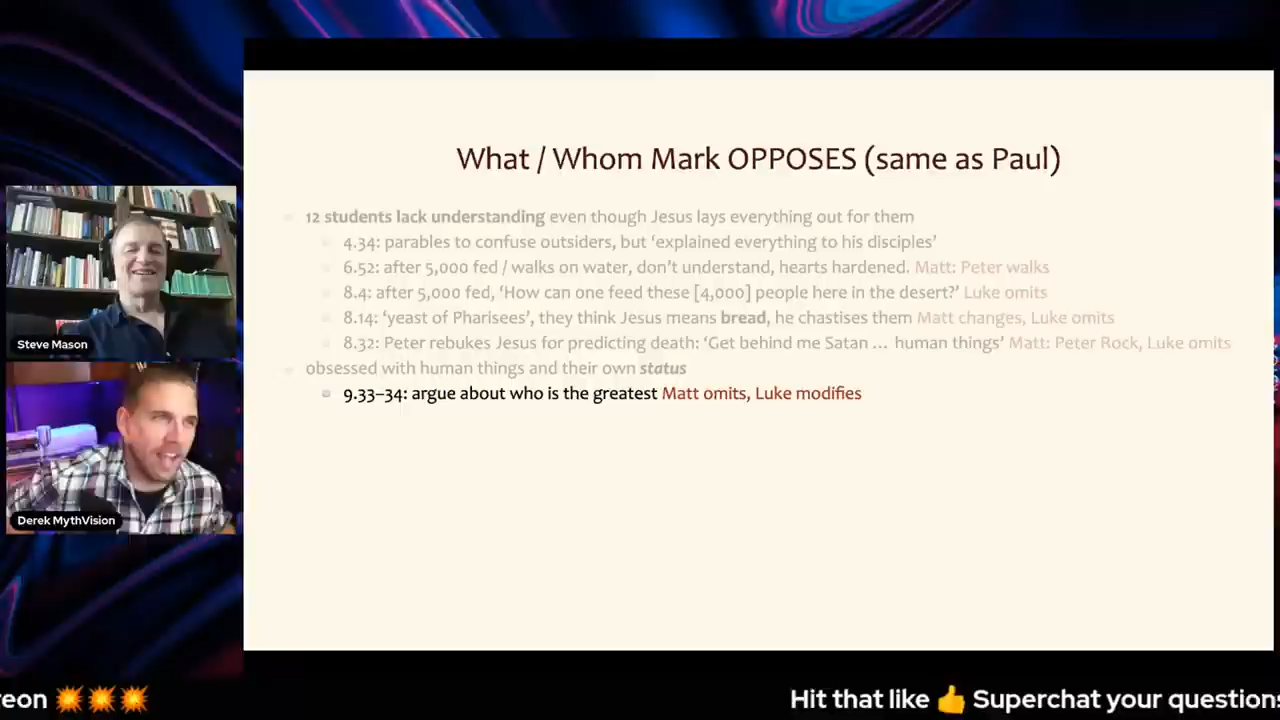 What / Whom Mark OPPOSES (same as Paul)
12 students lack understanding even though Jesus lays everything out for them
4.34: parables to confuse outsiders, but ‘explained everything to his disciples’
6.52: after 5,000 fed / walks on water, don’t understand, hearts hardened. Matt: Peter walks
8.4: after 5,000 fed, ‘How can one feed these [4,000] people here in the desert?’ Luke omits
8.14: ‘yeast of Pharisees’, they think Jesus means bread, he chastises them Matt changes, Luke omits
8.32: Peter rebukes Jesus for predicting death: ‘Get behind me Satan … human things’ Matt: Peter Rock, Luke omits
obsessed with human things and their own status
9.33–34: argue about who is the greatest Matt omits, Luke modifies
Steve Mason
Derek MythVision
reon 💥💥💥 Hit that like 👍 Superchat your questions